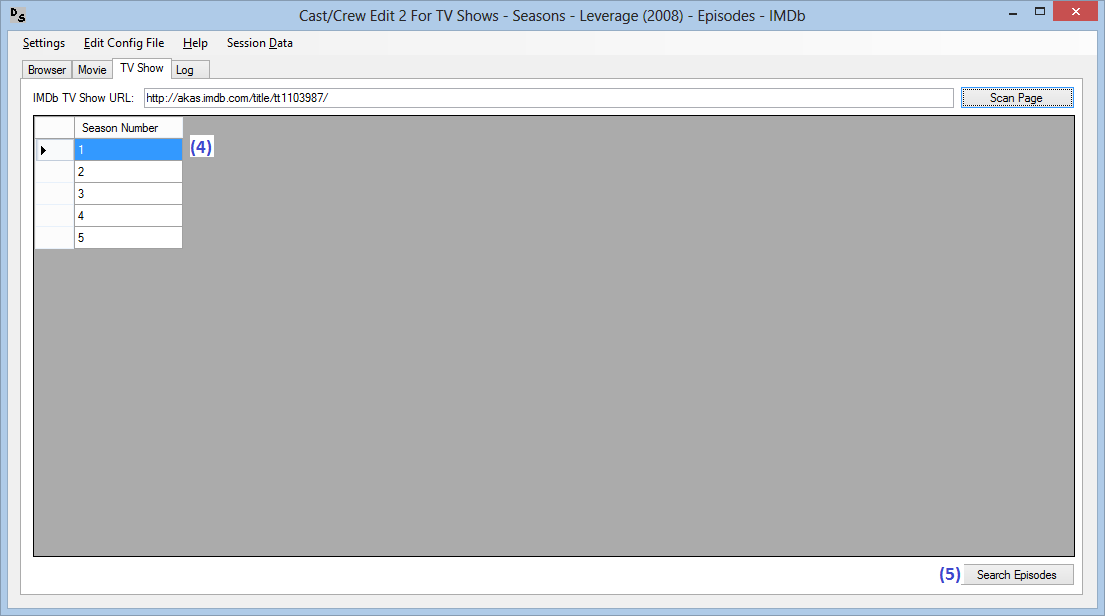 DS
Cast/Crew Edit 2 For TV Shows - Seasons - Leverage (2008) - Episodes - IMDb
Settings Edit Config File Help Session Data
Browser Movie TV Show Log
IMDb TV Show URL: http://akas.imdb.com/title/tt1103987/ Scan Page
Season Number
1 (4)
2
3
4
5
(5) Search Episodes